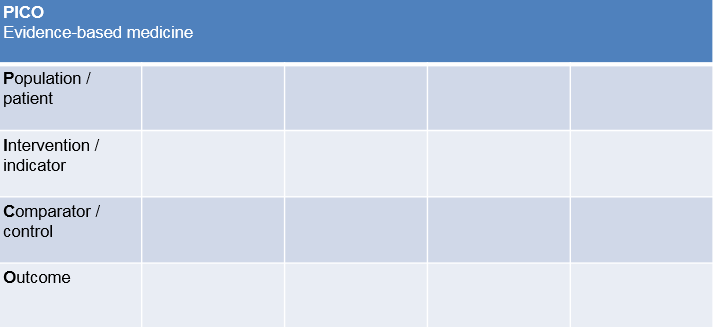 PICO
Evidence-based medicine
Population /
patient
Intervention /
indicator
Comparator /
control
Outcome